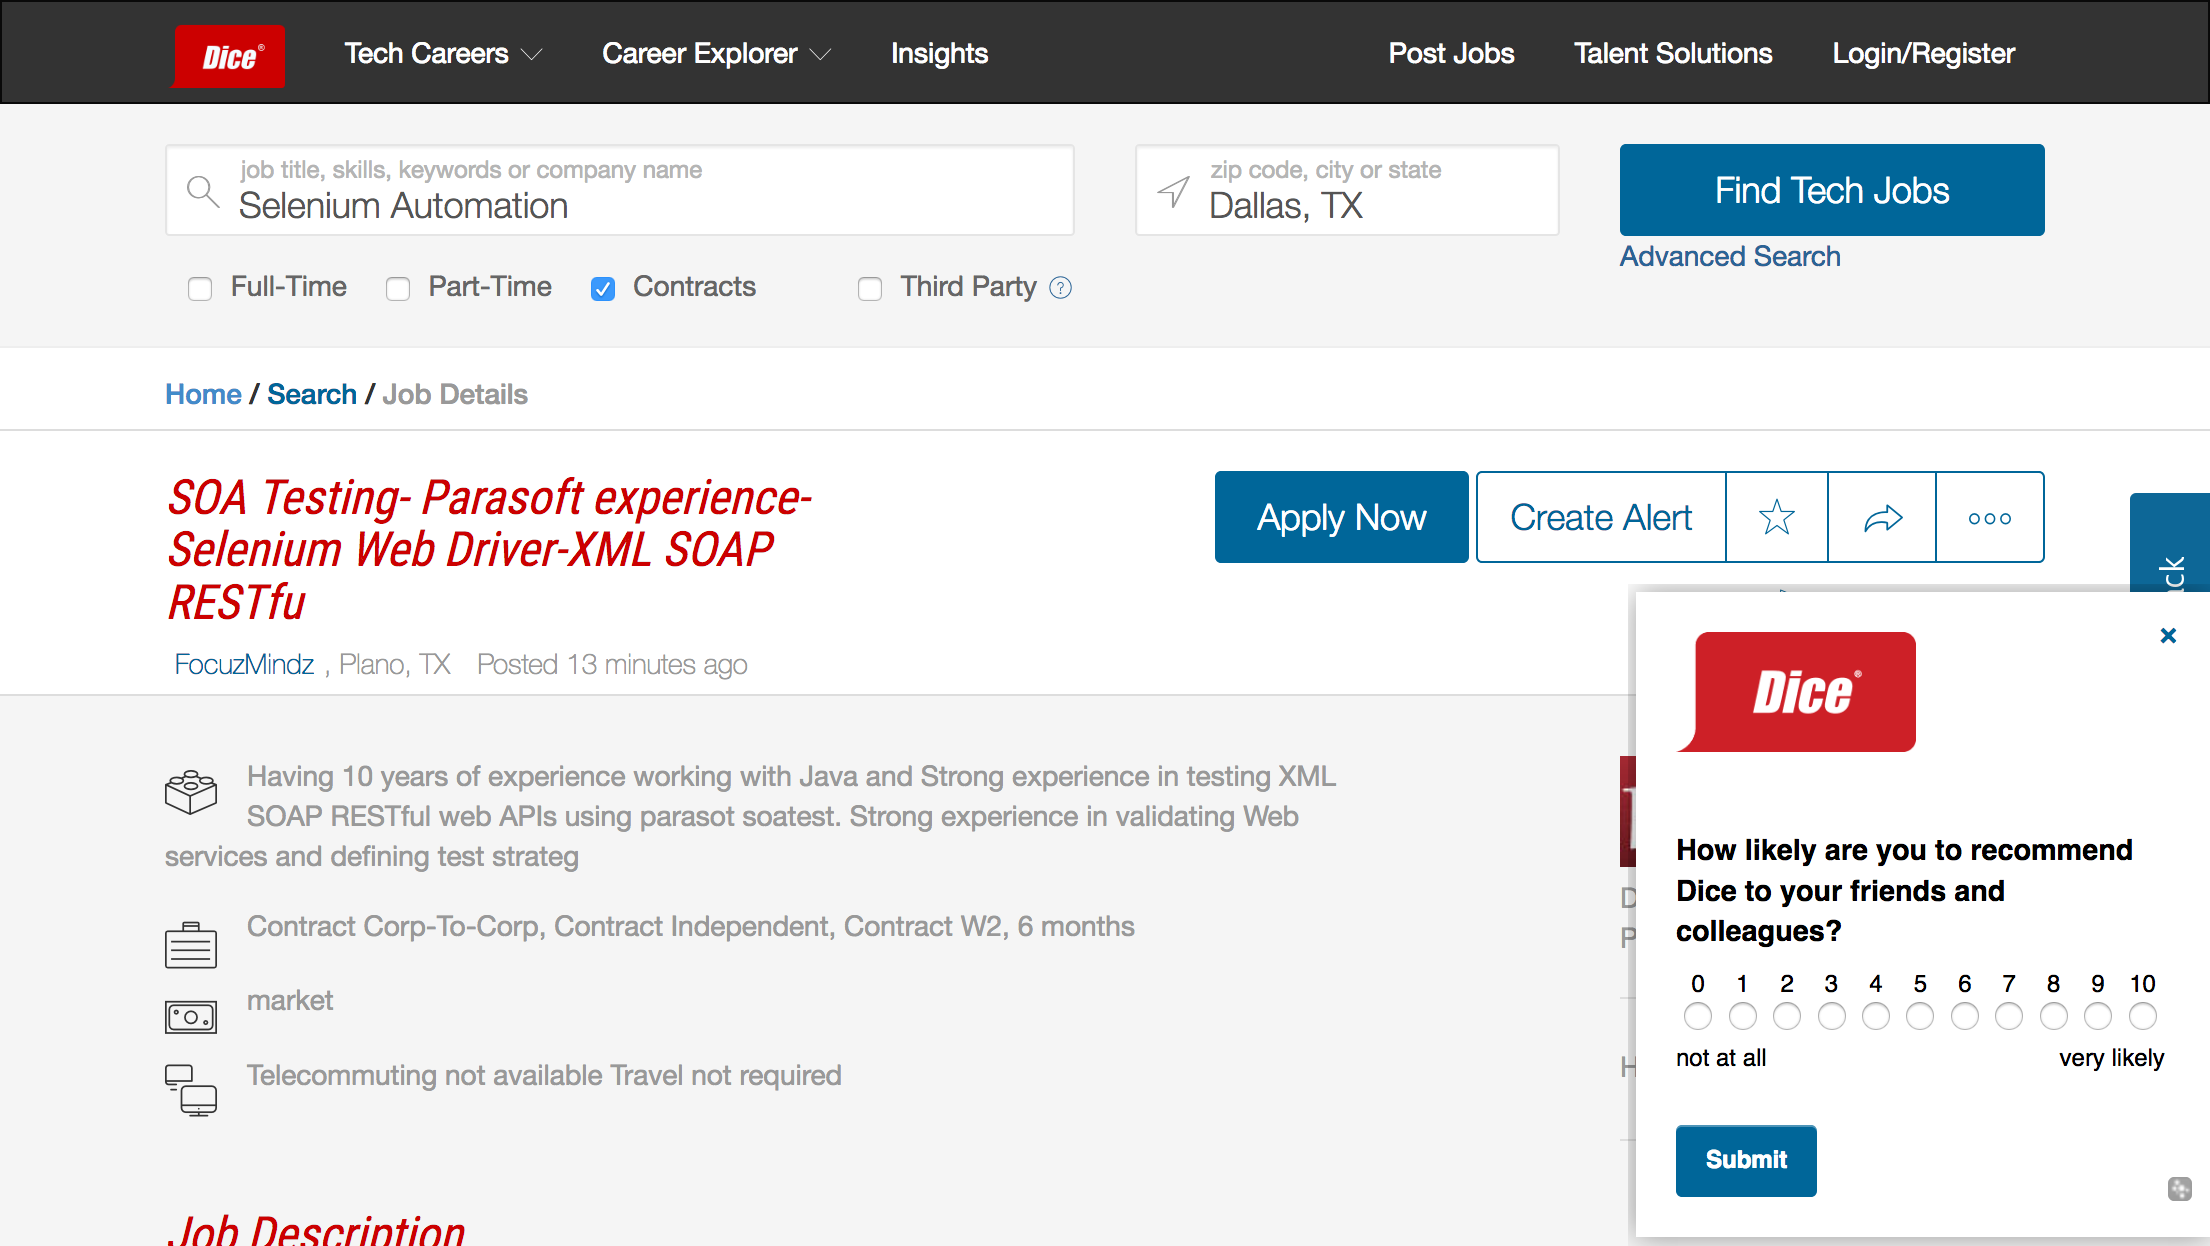 Dice®
Tech Careers
Career Explorer
Insights
Post Jobs
Talent Solutions
Login/Register
job title, skills, keywords or company name
Selenium Automation
zip code, city or state
Dallas, TX
Find Tech Jobs
Advanced Search
Full-Time
Part-Time
Contracts
Third Party ?
Home / Search / Job Details
SOA Testing- Parasoft experience-
Selenium Web Driver-XML SOAP
RESTfu
Apply Now
Create Alert
FocuzMindz , Plano, TX Posted 13 minutes ago
Having 10 years of experience working with Java and Strong experience in testing XML
SOAP RESTful web APIs using parasot soatest. Strong experience in validating Web
services and defining test strateg
Contract Corp-To-Corp, Contract Independent, Contract W2, 6 months
market
Telecommuting not available Travel not required
Job Description
Dice®
How likely are you to recommend
Dice to your friends and
colleagues?
0 1 2 3 4 5 6 7 8 9 10
not at all very likely
Submit